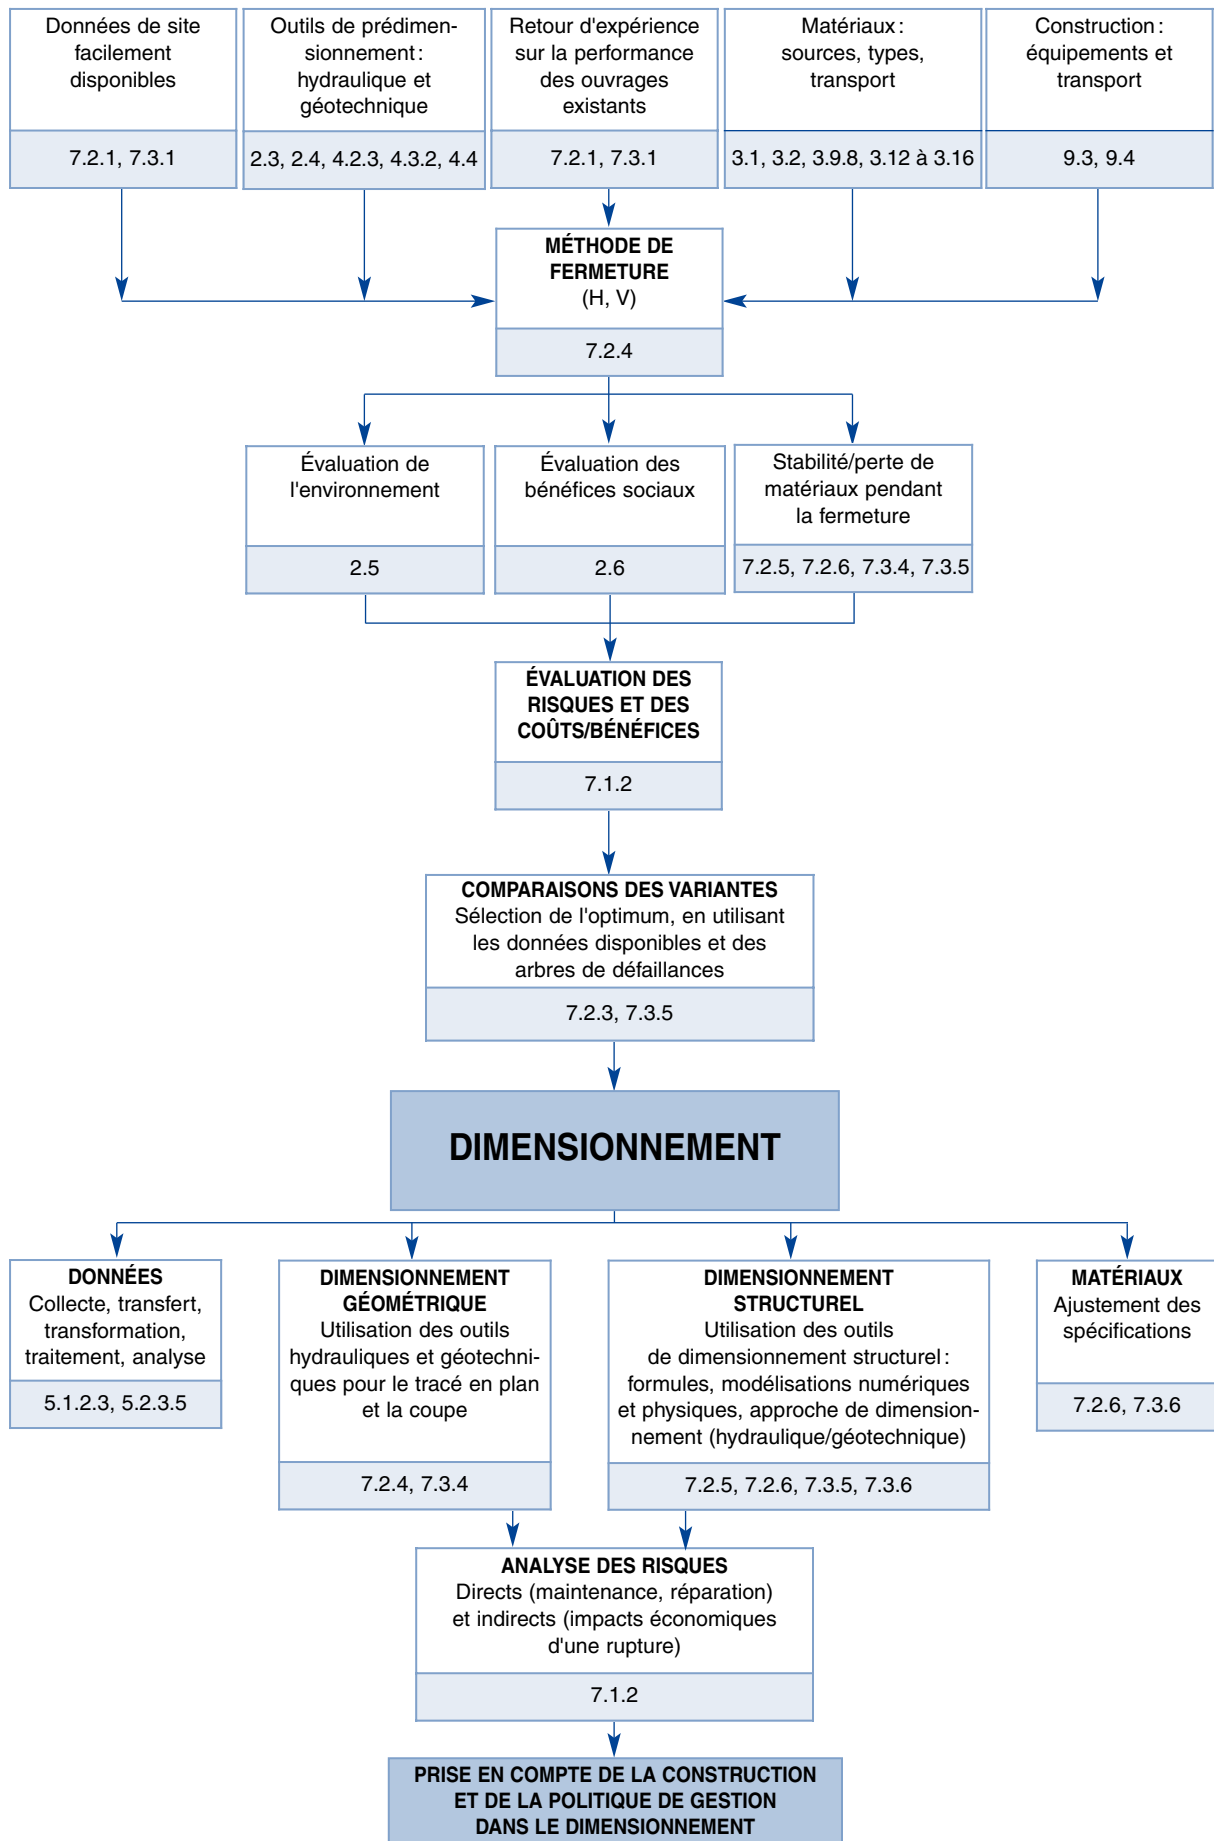 Données de site
facilement
disponibles
7.2.1, 7.3.1
Outils de prédimen-
sionnement :
hydraulique et
géotechnique
2.3, 2.4, 4.2.3, 4.3.2, 4.4
Retour d'expérience
sur la performance
des ouvrages
existants
7.2.1, 7.3.1
Matériaux :
sources, types,
transport
3.1, 3.2, 3.9.8, 3.12 à 3.16
Construction :
équipements et
transport
9.3, 9.4
MÉTHODE DE
FERMETURE
(H, V)
7.2.4
Évaluation de
l'environnement
2.5
Évaluation des
bénéfices sociaux
2.6
Stabilité/perte de
matériaux pendant
la fermeture
7.2.5, 7.2.6, 7.3.4, 7.3.5
ÉVALUATION DES
RISQUES ET DES
COÛTS/BÉNÉFICES
7.1.2
COMPARAISONS DES VARIANTES
Sélection de l'optimum, en utilisant
les données disponibles et des
arbres de défaillances
7.2.3, 7.3.5
DIMENSIONNEMENT
DONNÉES
Collecte, transfert,
transformation,
traitement, analyse
5.1.2.3, 5.2.3.5
DIMENSIONNEMENT
GÉOMÉTRIQUE
Utilisation des outils
hydrauliques et géotechni-
ques pour le tracé en plan
et la coupe
7.2.4, 7.3.4
DIMENSIONNEMENT
STRUCTUREL
Utilisation des outils
de dimensionnement structurel :
formules, modélisations numériques
et physiques, approche de dimension-
nement (hydraulique/géotechnique)
7.2.5, 7.2.6, 7.3.5, 7.3.6
MATÉRIAUX
Ajustement des
spécifications
7.2.6, 7.3.6
ANALYSE DES RISQUES
Directs (maintenance, réparation)
et indirects (impacts économiques
d'une rupture)
7.1.2
PRISE EN COMPTE DE LA CONSTRUCTION
ET DE LA POLITIQUE DE GESTION
DANS LE DIMENSIONNEMENT